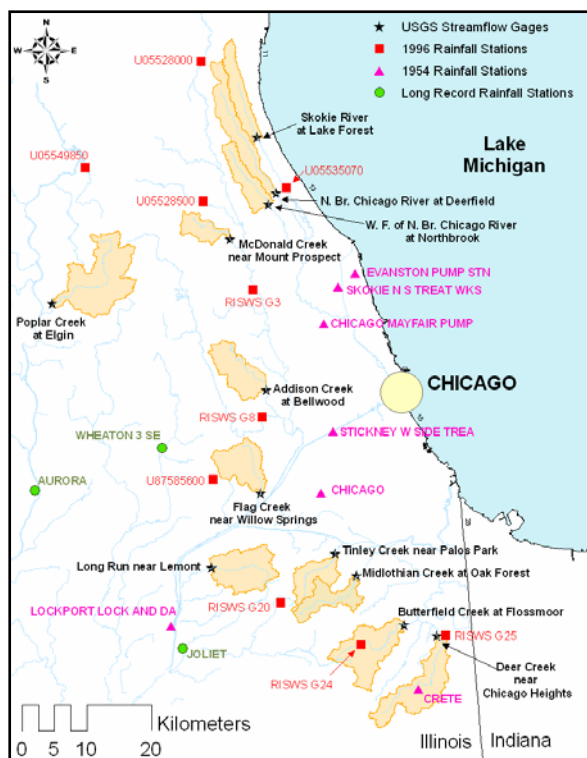 N
W
E
S
USGS Streamflow Gages
1996 Rainfall Stations
1954 Rainfall Stations
Long Record Rainfall Stations
U05528000
Skokie River
at Lake Forest
Lake
Michigan
U05549850
U05535070
U05528500
N. Br. Chicago River at Deerfield
W. F. of N. Br. Chicago River
at Northbrook
McDonald Creek
near Mount Prospect
EVANSTON PUMP STN
SKOKIE N S TREAT WKS
RISWS G3
Poplar Creek
at Elgin
CHICAGO MAYFAIR PUMP
Addison Creek
at Bellwood
CHICAGO
RISWS G8
STICKNEY W SIDE TREA
WHEATON 3 SE
AURORA
U87585600
CHICAGO
Flag Creek
near Willow Springs
Tinley Creek near Palos Park
Long Run near Lemont
Midlothian Creek at Oak Forest
RISWS G20
LOCKPORT LOCK AND DA
Butterfield Creek at Flossmoor
RISWS G25
JOLIET
RISWS G24
Deer Creek
near
Chicago Heights
CRETE
Kilometers
0 5 10 20
Illinois
Indiana